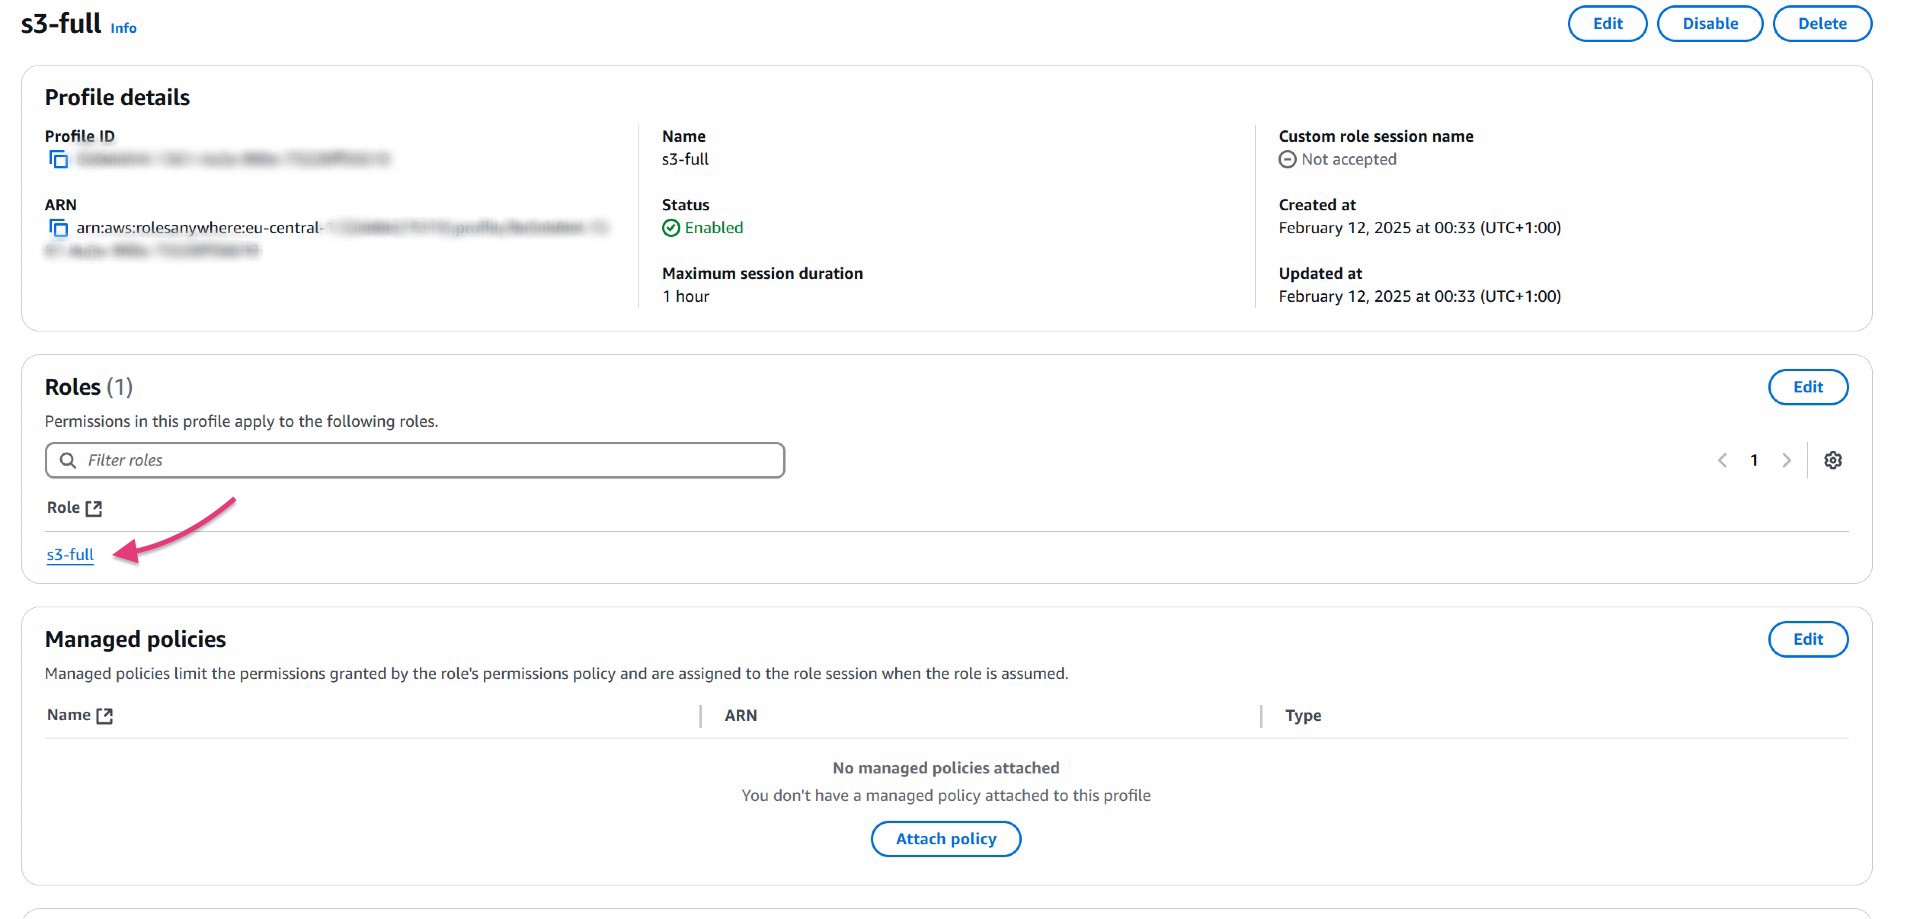 s3-full Info
Edit Disable Delete
Profile details
Profile ID
ARN
arn:aws:rolesanywhere:eu-central-
Name
s3-full
Status
Enabled
Maximum session duration
1 hour
Custom role session name
Not accepted
Created at
February 12, 2025 at 00:33 (UTC+1:00)
Updated at
February 12, 2025 at 00:33 (UTC+1:00)
Roles (1)
Edit
Permissions in this profile apply to the following roles.
Filter roles
1
Role
s3-full
Managed policies
Edit
Managed policies limit the permissions granted by the role's permissions policy and are assigned to the role session when the role is assumed.
Name ARN Type
No managed policies attached
You don't have a managed policy attached to this profile
Attach policy